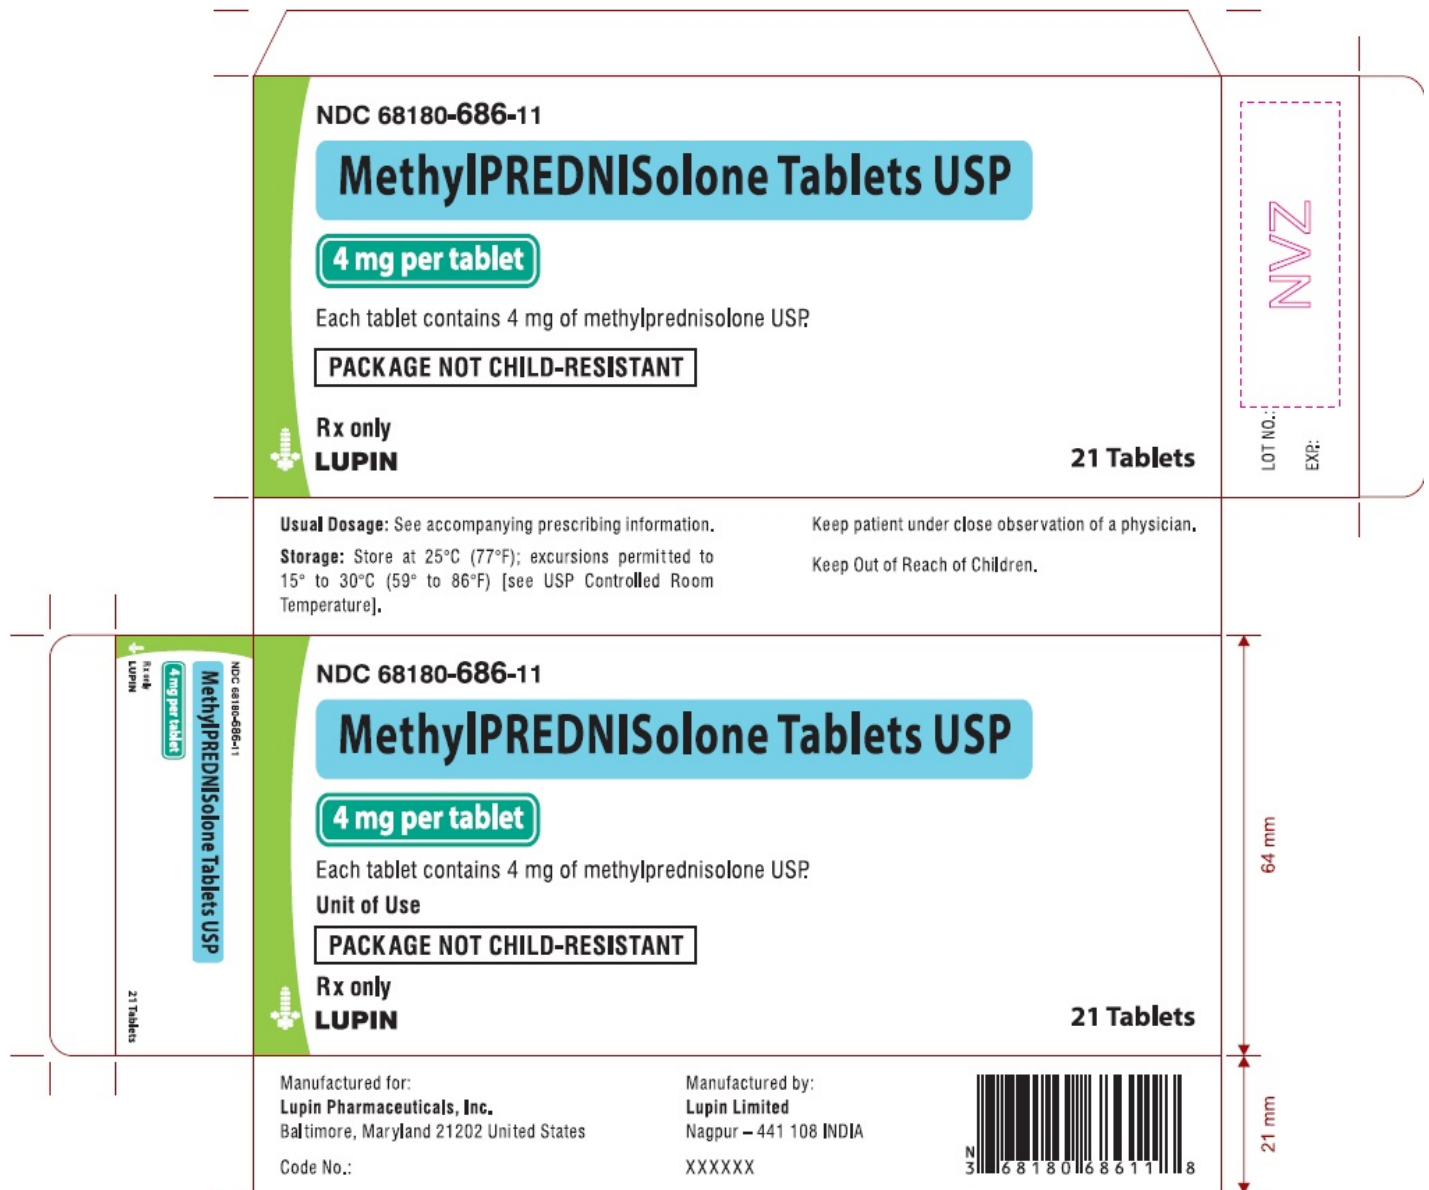 NDC 68180-686-11
MethylPREDNISolone Tablets USP
4 mg per tablet
Each tablet contains 4 mg of methylprednisolone USP.
PACKAGE NOT CHILD-RESISTANT
Rx only
LUPIN
21 Tablets
NVZ
LOT NO.:
EXP.:
Usual Dosage: See accompanying prescribing information.
Storage: Store at 25°C (77°F); excursions permitted to
15° to 30°C (59° to 86°F) [see USP Controlled Room
Temperature].
Keep patient under close observation of a physician.
Keep Out of Reach of Children.
NDC 68180-686-11
MethylPREDNISolone Tablets USP
4 mg per tablet
Rx only
LUPIN
21 Tablets
NDC 68180-686-11
MethylPREDNISolone Tablets USP
4 mg per tablet
Each tablet contains 4 mg of methylprednisolone USP.
Unit of Use
PACKAGE NOT CHILD-RESISTANT
Rx only
LUPIN
21 Tablets
64 mm
Manufactured for:
Lupin Pharmaceuticals, Inc.
Baltimore, Maryland 21202 United States
Code No.:
Manufactured by:
Lupin Limited
Nagpur – 441 108 INDIA
XXXXXX
N
3 68180 68611 8
21 mm